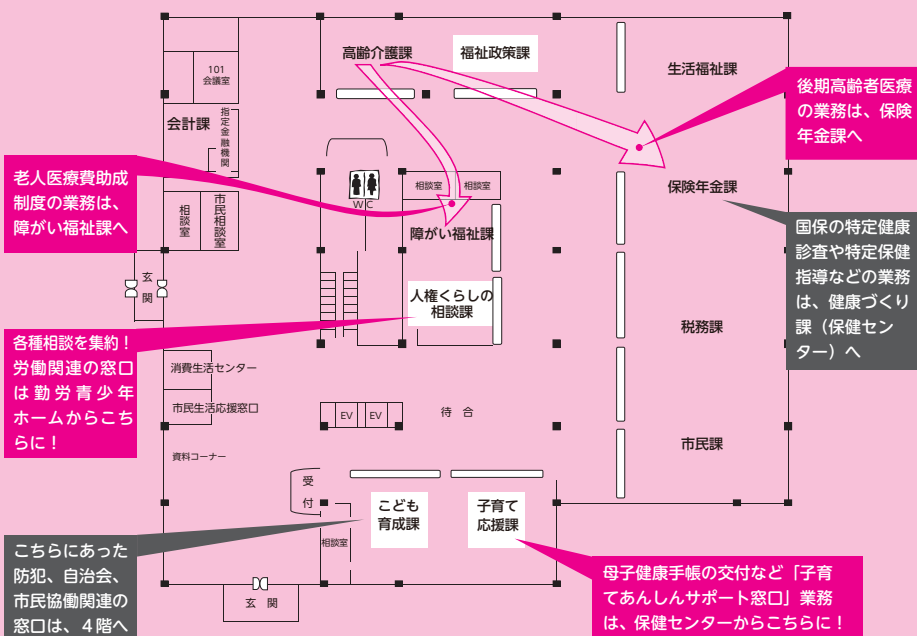 高齢介護課
福祉政策課
生活福祉課
101
会議室
会計課
指定金融機関
後期高齢者医療
の業務は、保険
年金課へ
老人医療費助成
制度の業務は、
障がい福祉課へ
相談室
市民相談室
WC
相談室
相談室
障がい福祉課
保険年金課
国保の特定健康
診査や特定保健
指導などの業務
は、健康づくり
課（保健セン
ター）へ
玄関
人権くらしの
相談課
税務課
各種相談を集約！
労働関連の窓口
は勤労青少年
ホームからこち
らに！
消費生活センター
市民生活応援窓口
EV
EV
待合
市民課
資料コーナー
受付
こども
育成課
子育て
応援課
相談室
こちらにあった
防犯、自治会、
市民協働関連の
窓口は、４階へ
玄関
母子健康手帳の交付など「子育
てあんしんサポート窓口」業務
は、保健センターからこちらに！